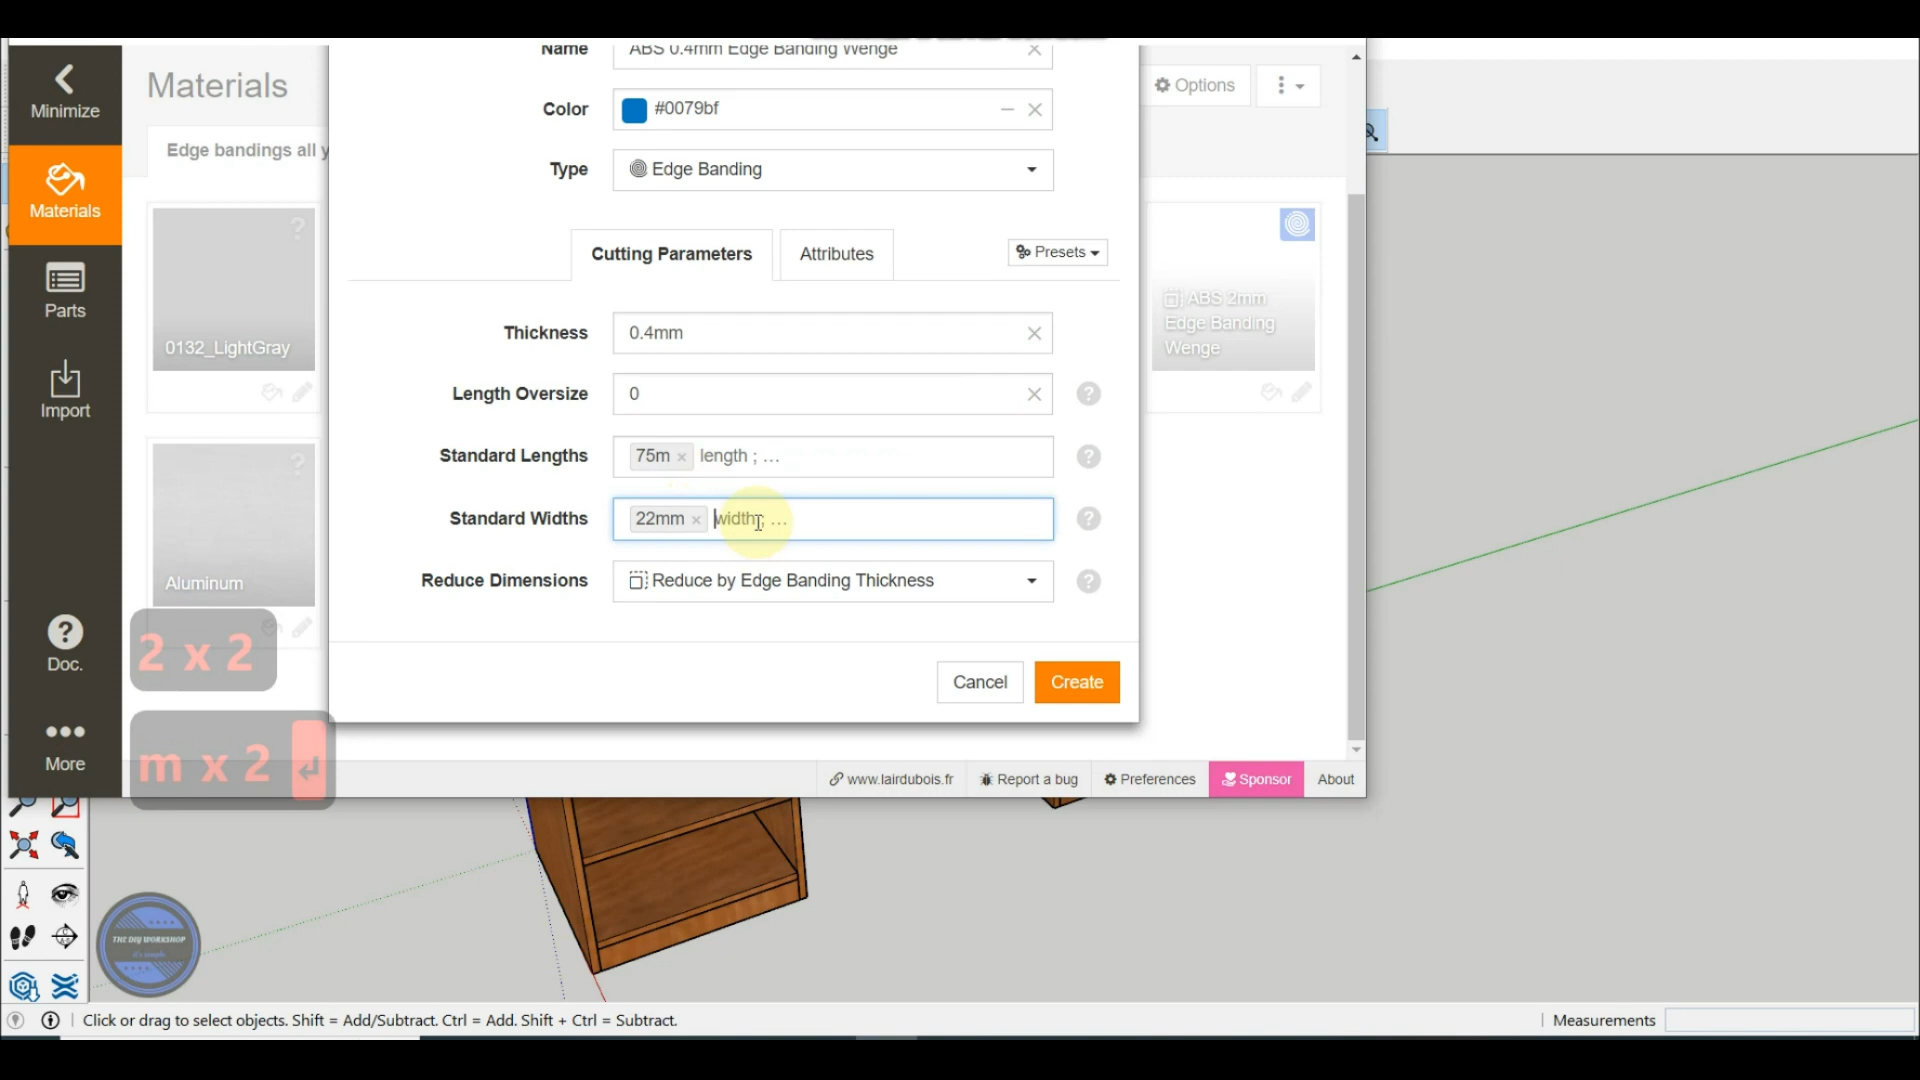 Minimize
Materials
Parts
Import
Doc.
More
Materials
Edge bandings all y
0132_LightGray
Aluminum
Name ABS 0.4mm Edge Banding Wenge
Color #0079bf
Type Edge Banding
Cutting Parameters Attributes Presets
Thickness 0.4mm
Length Oversize 0
Standard Lengths 75m × length ; …
Standard Widths 22mm × width ; …
Reduce Dimensions Reduce by Edge Banding Thickness
Cancel Create
Options
ABS 2mm
Edge Banding
Wenge
2 x 2
m x 2 ↵
www.lairdubois.fr Report a bug Preferences Sponsor About
THE DIY WORKSHOP
Click or drag to select objects. Shift = Add/Subtract. Ctrl = Add. Shift + Ctrl = Subtract.
Measurements